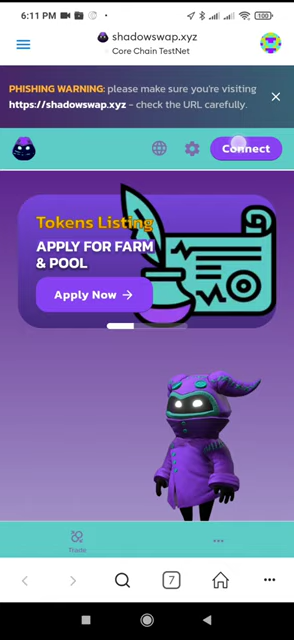 6:11 PM
100
shadowswap.xyz
Core Chain TestNet
PHISHING WARNING: please make sure you're visiting
https://shadowswap.xyz - check the URL carefully.
Connect
Tokens Listing
APPLY FOR FARM
& POOL
Apply Now →
Trade
7